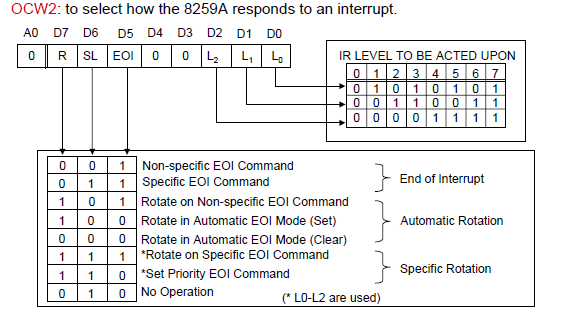 OCW2: to select how the 8259A responds to an interrupt.
A0 D7 D6 D5 D4 D3 D2 D1 D0
0 R SL EOI 0 0 L2 L1 L0
IR LEVEL TO BE ACTED UPON
0 1 2 3 4 5 6 7
0 1 0 1 0 1 0 1
0 0 1 1 0 0 1 1
0 0 0 0 1 1 1 1
0 0 1 Non-specific EOI Command
0 1 1 Specific EOI Command
End of Interrupt
1 0 1 Rotate on Non-specific EOI Command
1 0 0 Rotate in Automatic EOI Mode (Set)
Automatic Rotation
0 0 0 Rotate in Automatic EOI Mode (Clear)
1 1 1 *Rotate on Specific EOI Command
1 1 0 *Set Priority EOI Command
Specific Rotation
0 1 0 No Operation
(* L0-L2 are used)